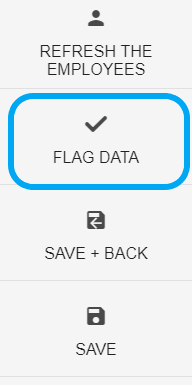 REFRESH THE
EMPLOYEES
FLAG DATA
SAVE + BACK
SAVE